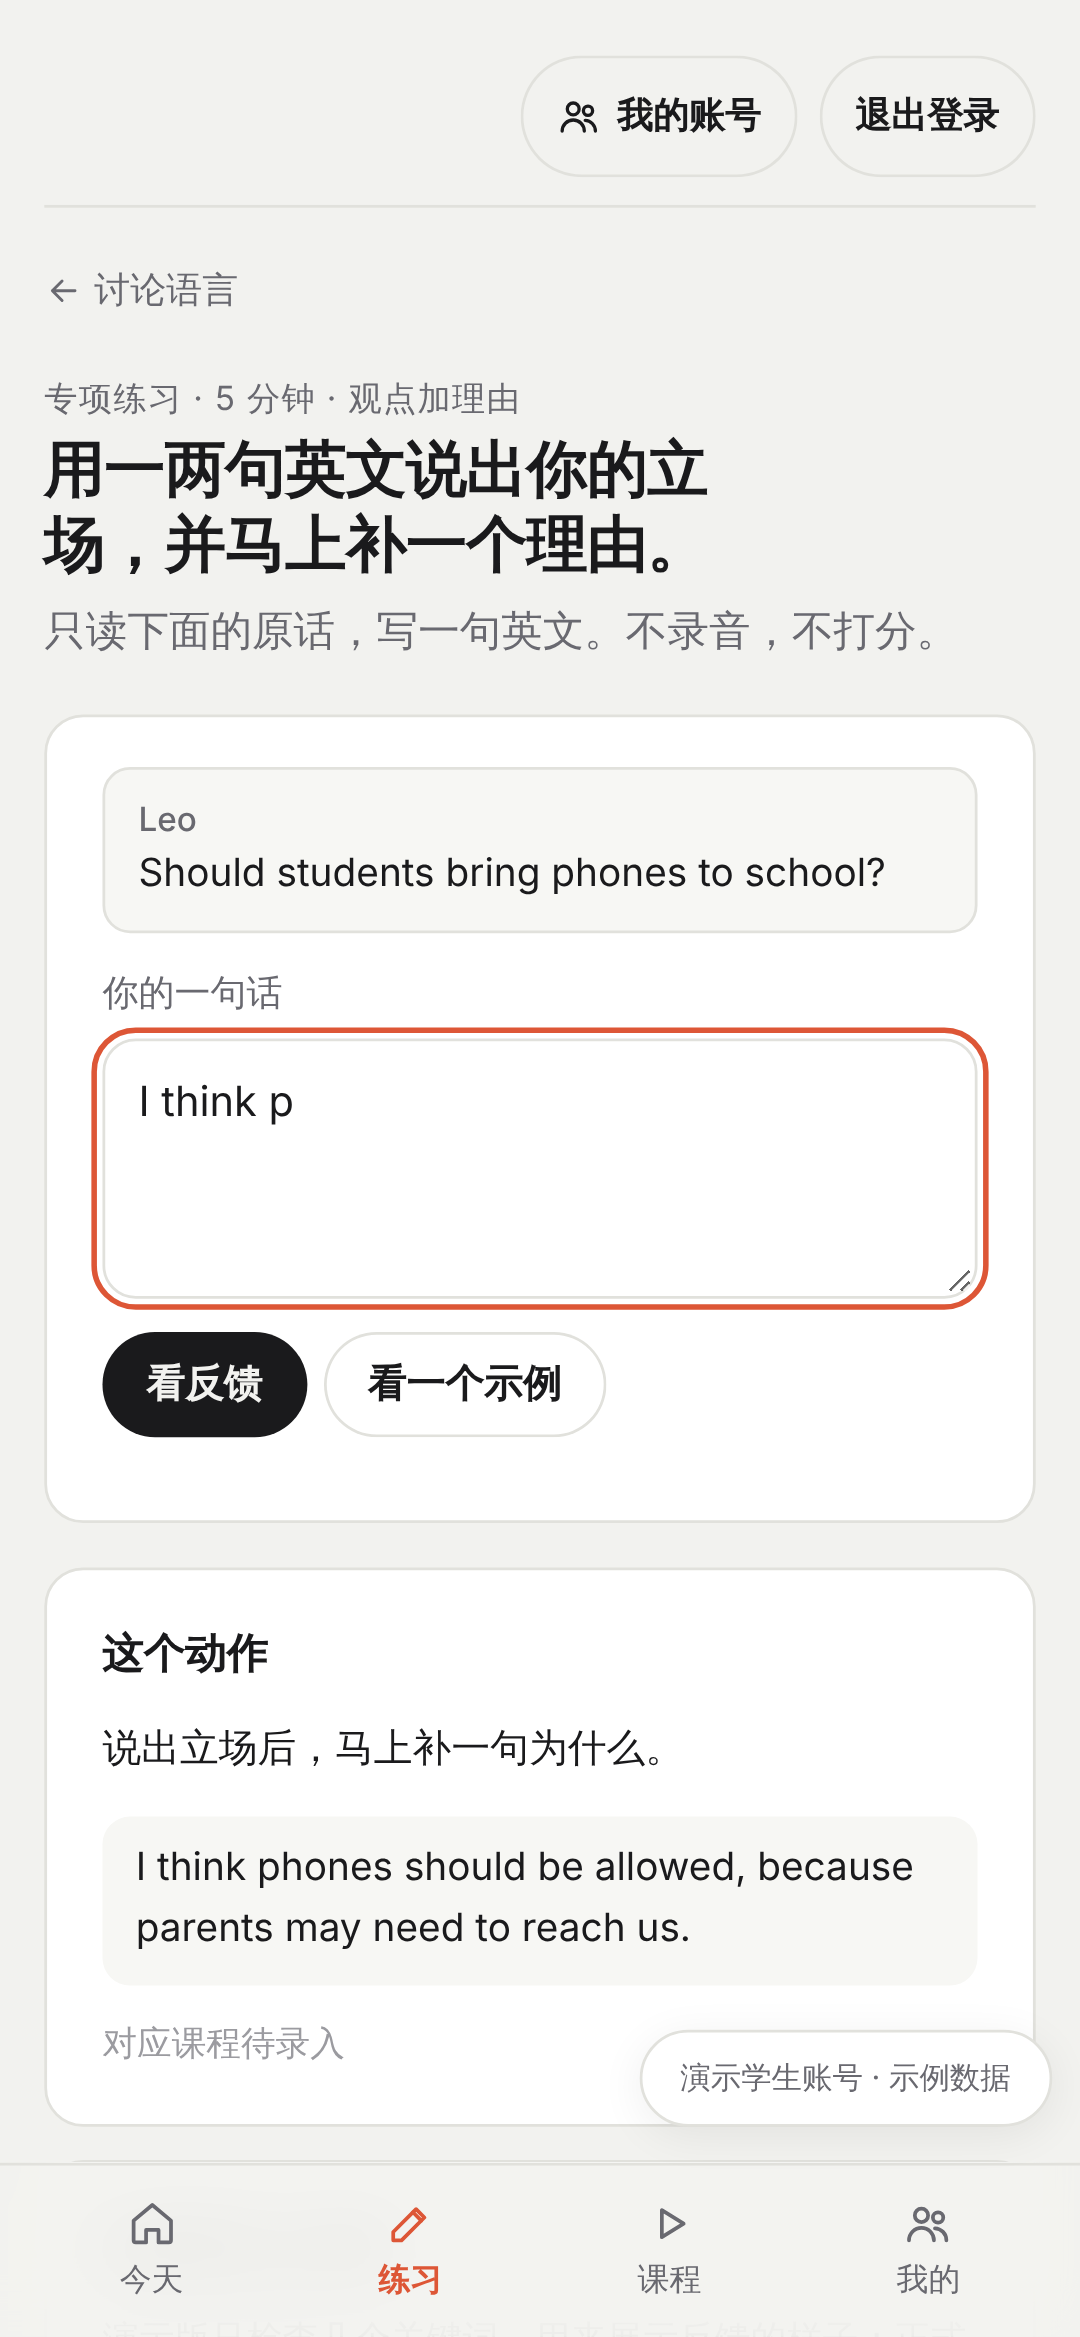 我的账号
退出登录
← 讨论语言
专项练习 · 5 分钟 · 观点加理由
用一两句英文说出你的立
场，并马上补一个理由。
只读下面的原话，写一句英文。不录音，不打分。
Leo
Should students bring phones to school?
你的一句话
I think p
看反馈
看一个示例
这个动作
说出立场后，马上补一句为什么。
I think phones should be allowed, because
parents may need to reach us.
对应课程待录入
演示学生账号 · 示例数据
今天
练习
课程
我的